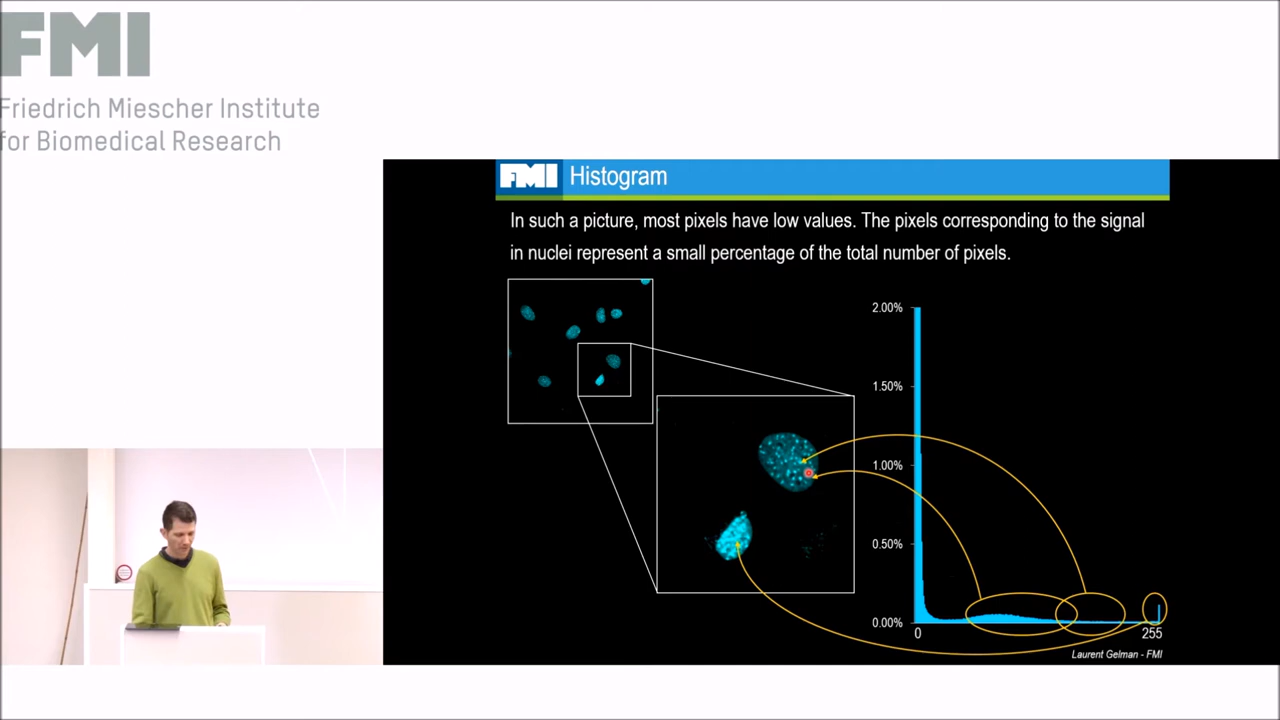 FMI
Friedrich Miescher Institute
for Biomedical Research
FMI Histogram
In such a picture, most pixels have low values. The pixels corresponding to the signal
in nuclei represent a small percentage of the total number of pixels.
2.00%
1.50%
1.00%
0.50%
0.00%
0
255
Laurent Gelman - FMI